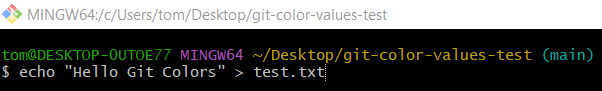 MINGW64:/c/Users/tom/Desktop/git-color-values-test
tom@DESKTOP-OUTOE77 MINGW64 ~/Desktop/git-color-values-test (main)
$ echo "Hello Git Colors" > test.txt